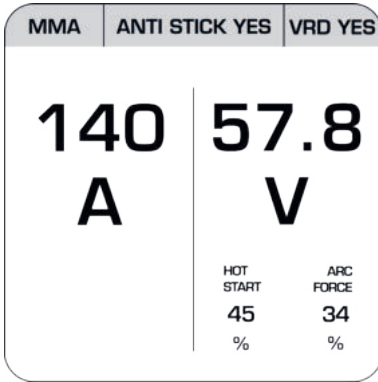 MMA ANTI STICK YES VRD YES
140 57.8
A V
HOT ARC
START FORCE
45 34
% %